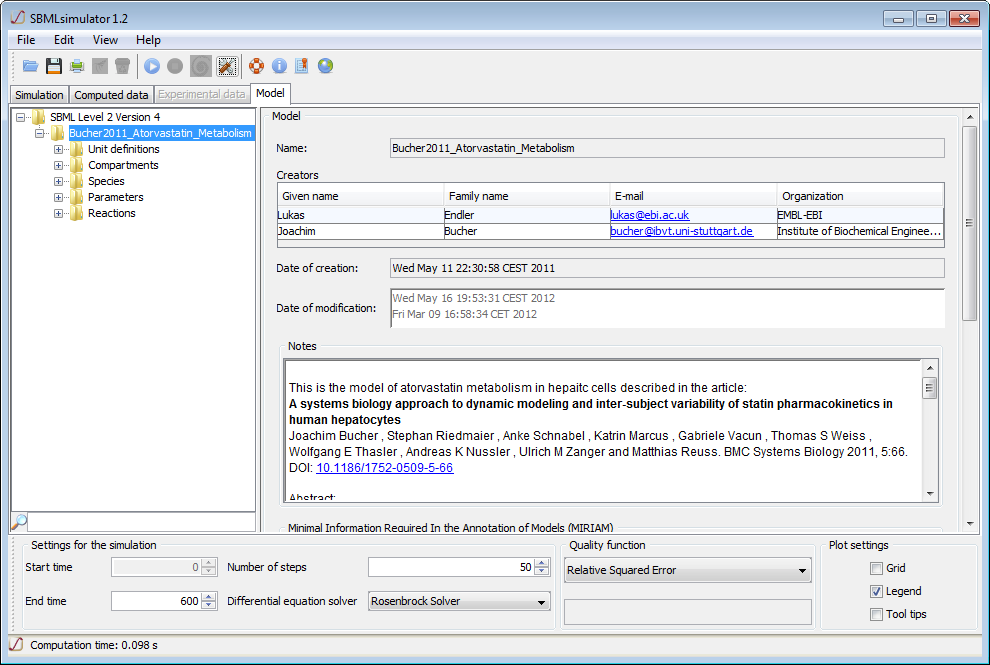 SBMLsimulator 1.2
File Edit View Help
Simulation Computed data Experimental data Model
SBML Level 2 Version 4
Bucher2011_Atorvastatin_Metabolism
Unit definitions
Compartments
Species
Parameters
Reactions
Model
Name: Bucher2011_Atorvastatin_Metabolism
Creators
Given name Family name E-mail Organization
Lukas Endler lukas@ebi.ac.uk EMBL-EBI
Joachim Bucher bucher@ibvt.uni-stuttgart.de Institute of Biochemical Enginee...
Date of creation: Wed May 11 22:30:58 CEST 2011
Date of modification: Wed May 16 19:53:31 CEST 2012
Fri Mar 09 16:58:34 CET 2012
Notes
This is the model of atorvastatin metabolism in hepaitc cells described in the article:
A systems biology approach to dynamic modeling and inter-subject variability of statin pharmacokinetics in
human hepatocytes
Joachim Bucher , Stephan Riedmaier , Anke Schnabel , Katrin Marcus , Gabriele Vacun , Thomas S Weiss ,
Wolfgang E Thasler , Andreas K Nussler , Ulrich M Zanger and Matthias Reuss. BMC Systems Biology 2011, 5:66.
DOI: 10.1186/1752-0509-5-66
Abstract:
Minimal Information Required In the Annotation of Models (MIRIAM)
Settings for the simulation
Start time 0 Number of steps 50
End time 600 Differential equation solver Rosenbrock Solver
Quality function
Relative Squared Error
Plot settings
Grid
Legend
Tool tips
Computation time: 0.098 s